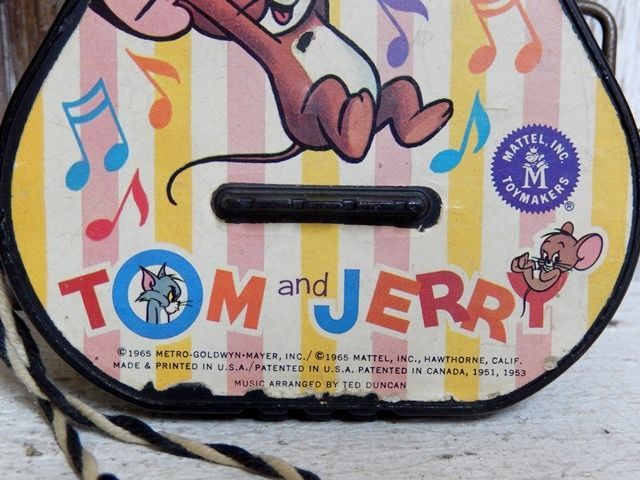 MATTEL, INC.
M
TOYMAKERS
®
TOM and JERRY
©1965 METRO-GOLDWYN-MAYER, INC./ ©1965 MATTEL, INC., HAWTHORNE, CALIF.
MADE & PRINTED IN U.S.A./PATENTED IN U.S.A. PATENTED IN CANADA, 1951, 1953
MUSIC ARRANGED BY TED DUNCAN